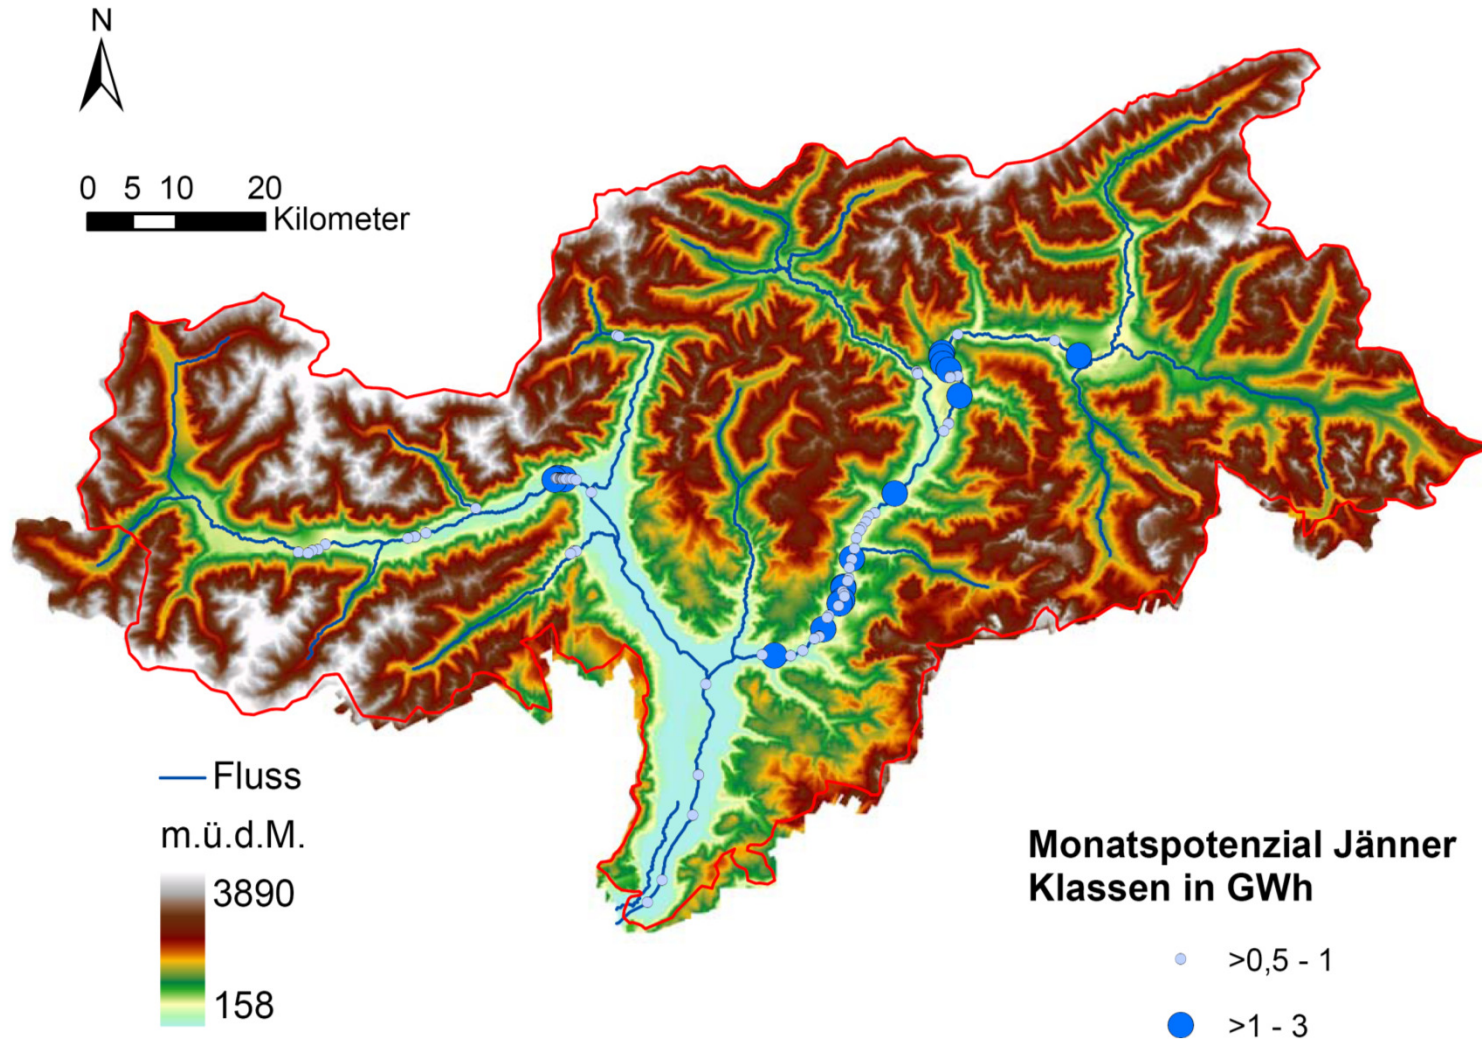 N
0 5 10 20
Kilometer
Fluss
m.ü.d.M.
3890
158
Monatspotenzial Jänner
Klassen in GWh
>0,5 - 1
>1 - 3